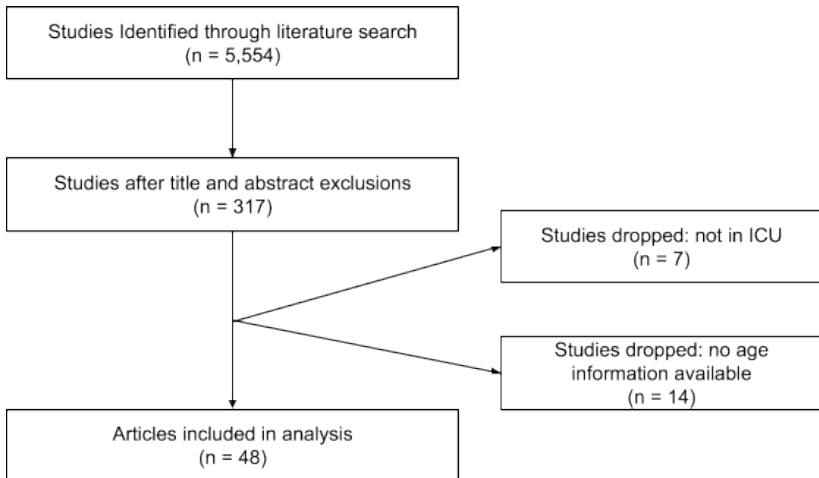 Studies Identified through literature search
(n = 5,554)
Studies after title and abstract exclusions
(n = 317)
Studies dropped: not in ICU
(n = 7)
Studies dropped: no age
information available
(n = 14)
Articles included in analysis
(n = 48)